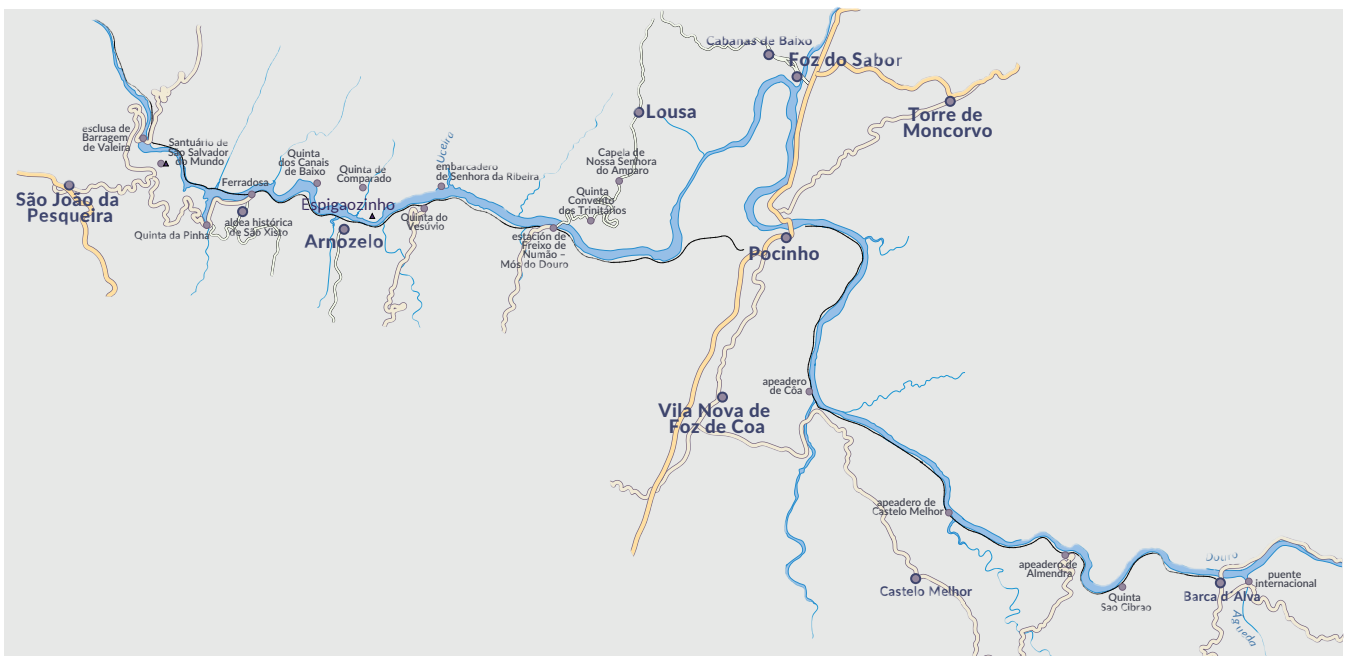 Cabanas de Baixo
Foz do Sabor
Lousa
Torre de
Moncorvo
esclusa de
Barragem
de Valeira
Santuário de
São Salvador
do Mundo
Uceira
Quinta
dos Canais
de Baixo
Quinta de
Comparado
embarcadero
de Senhora da Ribeira
Capela de
Nossa Senhora
do Amparo
Ferradosa
São João da
Pesqueira
Espigaozinho
Quinta
Convento
dos Trinitários
Quinta da Pinha
aldea histórica
de São Xisto
Arnozelo
Quinta do
Vesúvio
estación de
Freixo de
Numão –
Mós do Douro
Pocinho
apeadero
de Côa
Vila Nova de
Foz de Coa
apeadero de
Castelo Melhor
Castelo Melhor
apeadero de
Almendra
Quinta
Sao Cibrao
Douro
Barca d'Alva
puente
internacional
Agueda